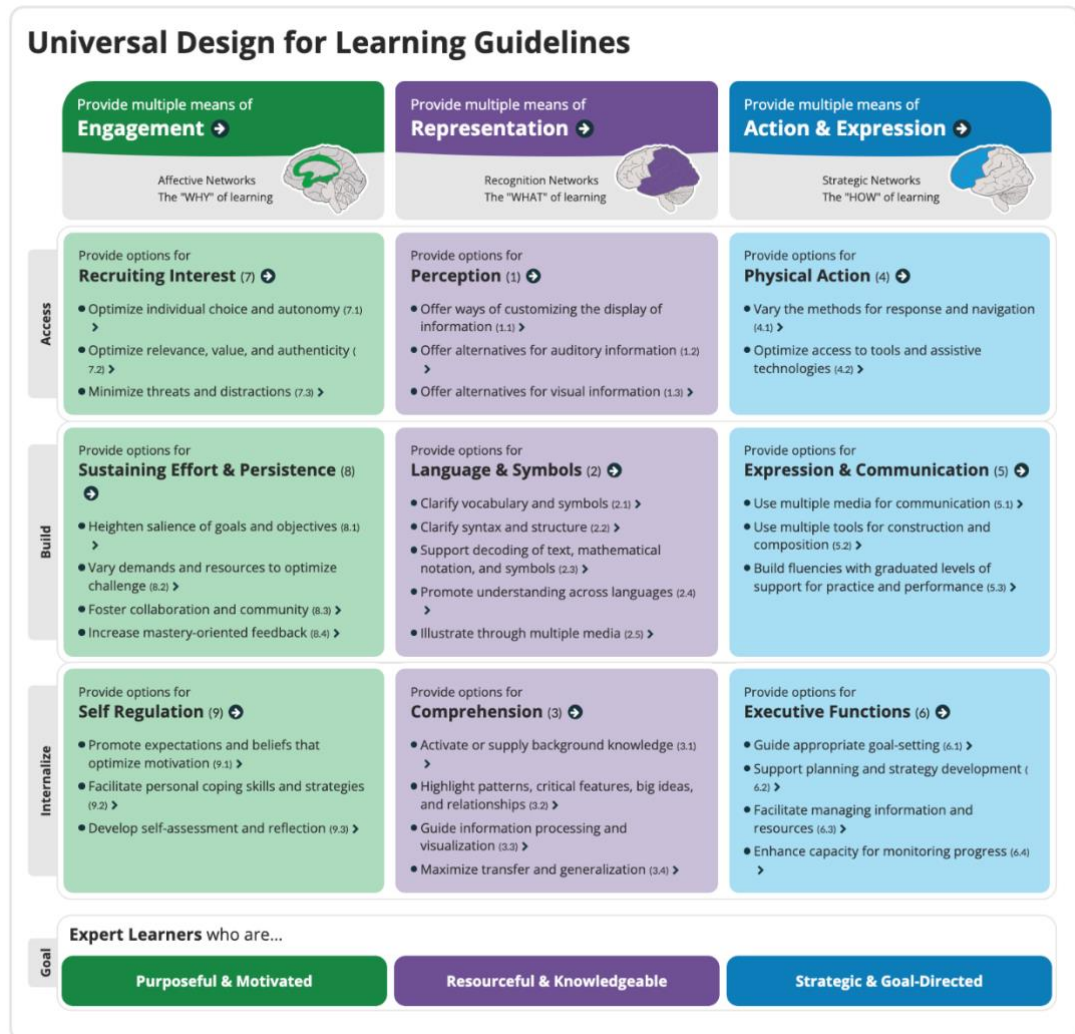 Universal Design for Learning Guidelines
Provide multiple means of
Engagement
Affective Networks
The "WHY" of learning
Provide multiple means of
Representation
Recognition Networks
The "WHAT" of learning
Provide multiple means of
Action & Expression
Strategic Networks
The "HOW" of learning
Access
Provide options for
Recruiting Interest (7)
• Optimize individual choice and autonomy (7.1)
• Optimize relevance, value, and authenticity (
7.2)
• Minimize threats and distractions (7.3)
Provide options for
Perception (1)
• Offer ways of customizing the display of
information (1.1)
• Offer alternatives for auditory information (1.2)
• Offer alternatives for visual information (1.3)
Provide options for
Physical Action (4)
• Vary the methods for response and navigation
(4.1)
• Optimize access to tools and assistive
technologies (4.2)
Build
Provide options for
Sustaining Effort & Persistence (8)
• Heighten salience of goals and objectives (8.1)
• Vary demands and resources to optimize
challenge (8.2)
• Foster collaboration and community (8.3)
• Increase mastery-oriented feedback (8.4)
Provide options for
Language & Symbols (2)
• Clarify vocabulary and symbols (2.1)
• Clarify syntax and structure (2.2)
• Support decoding of text, mathematical
notation, and symbols (2.3)
• Promote understanding across languages (2.4)
• Illustrate through multiple media (2.5)
Provide options for
Expression & Communication (5)
• Use multiple media for communication (5.1)
• Use multiple tools for construction and
composition (5.2)
• Build fluencies with graduated levels of
support for practice and performance (5.3)
Internalize
Provide options for
Self Regulation (9)
• Promote expectations and beliefs that
optimize motivation (9.1)
• Facilitate personal coping skills and strategies
(9.2)
• Develop self-assessment and reflection (9.3)
Provide options for
Comprehension (3)
• Activate or supply background knowledge (3.1)
• Highlight patterns, critical features, big ideas,
and relationships (3.2)
• Guide information processing and
visualization (3.3)
• Maximize transfer and generalization (3.4)
Provide options for
Executive Functions (6)
• Guide appropriate goal-setting (6.1)
• Support planning and strategy development (
6.2)
• Facilitate managing information and
resources (6.3)
• Enhance capacity for monitoring progress (6.4)
Goal
Expert Learners who are...
Purposeful & Motivated
Resourceful & Knowledgeable
Strategic & Goal-Directed